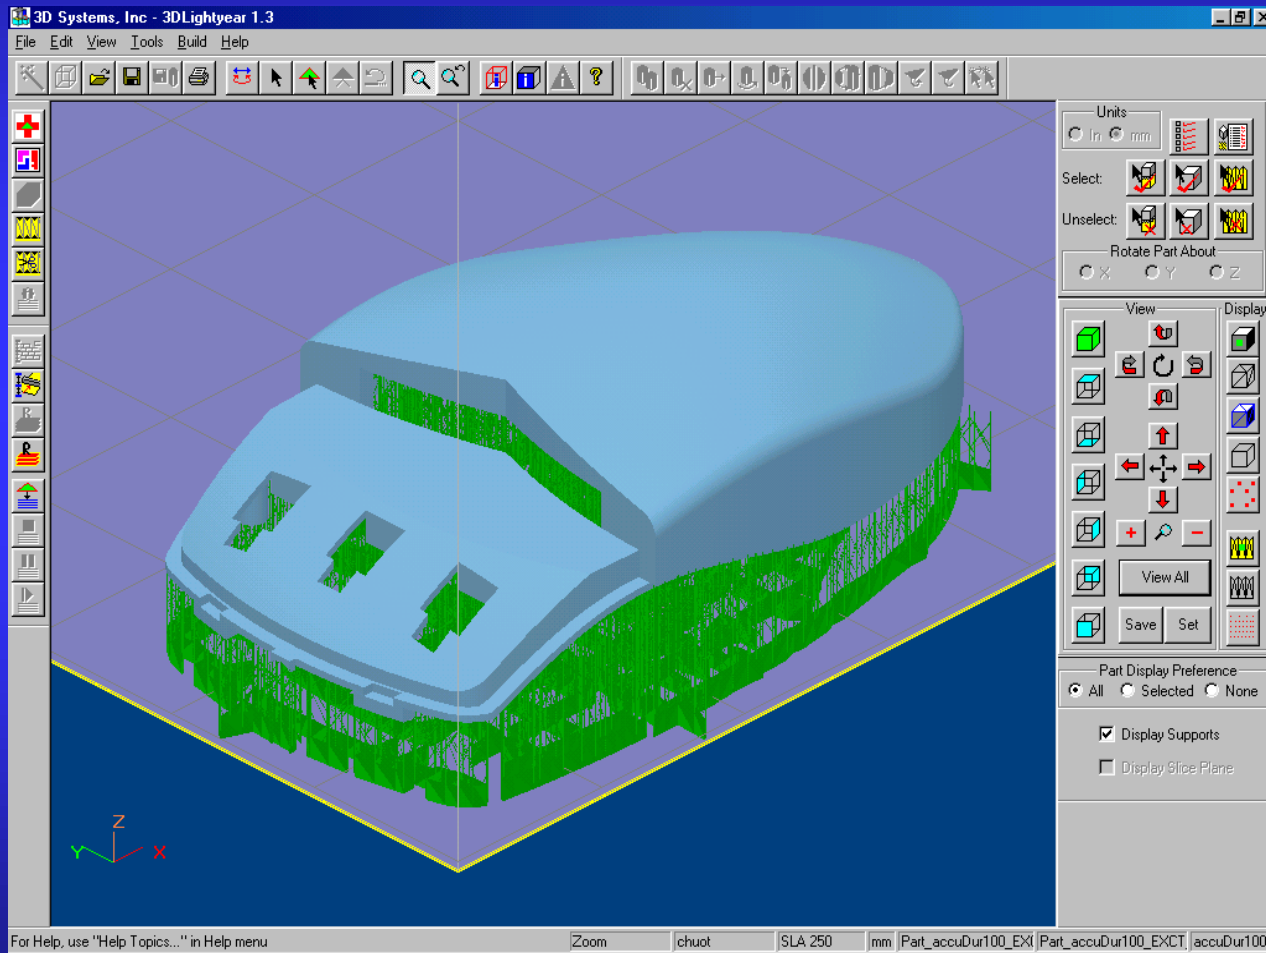 3D Systems, Inc - 3DLightyear 1.3
File Edit View Tools Build Help
Units
In mm
Select:
Unselect:
Rotate Part About
X Y Z
View
Display
View All
Save Set
Part Display Preference
All Selected None
Display Supports
Display Slice Plane
Z
Y X
For Help, use "Help Topics..." in Help menu Zoom chuot SLA 250 mm Part_accuDur100_EX( Part_accuDur100_EXCT accuDur100